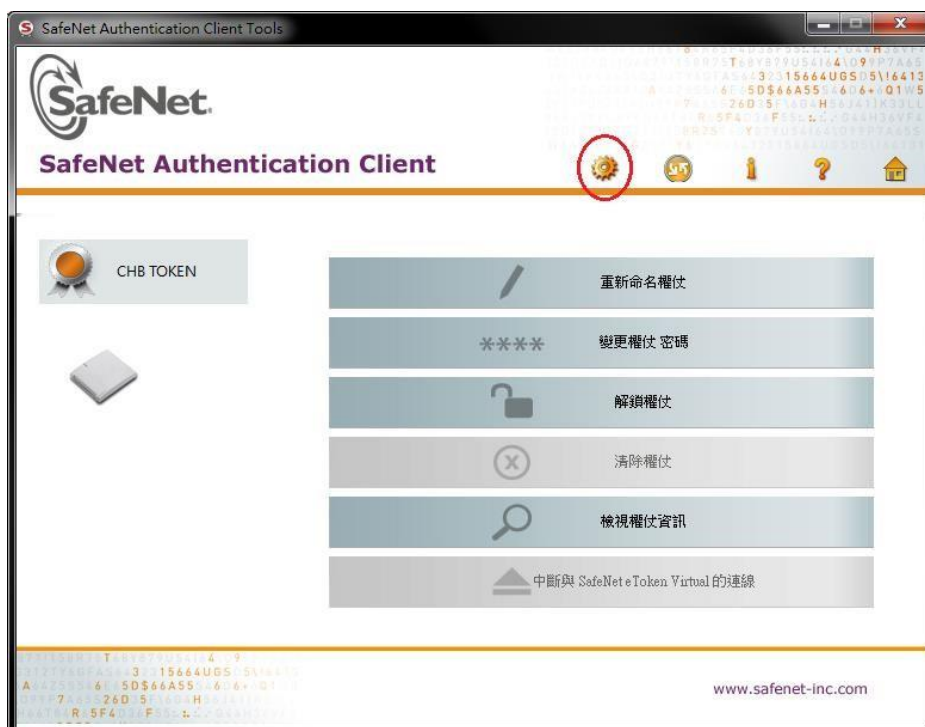 SafeNet Authentication Client Tools
SafeNet.
SafeNet Authentication Client
CHB TOKEN
重新命名權仗
變更權仗 密碼
解鎖權仗
清除權仗
檢視權仗資訊
中斷與 SafeNet eToken Virtual 的連線
www.safenet-inc.com